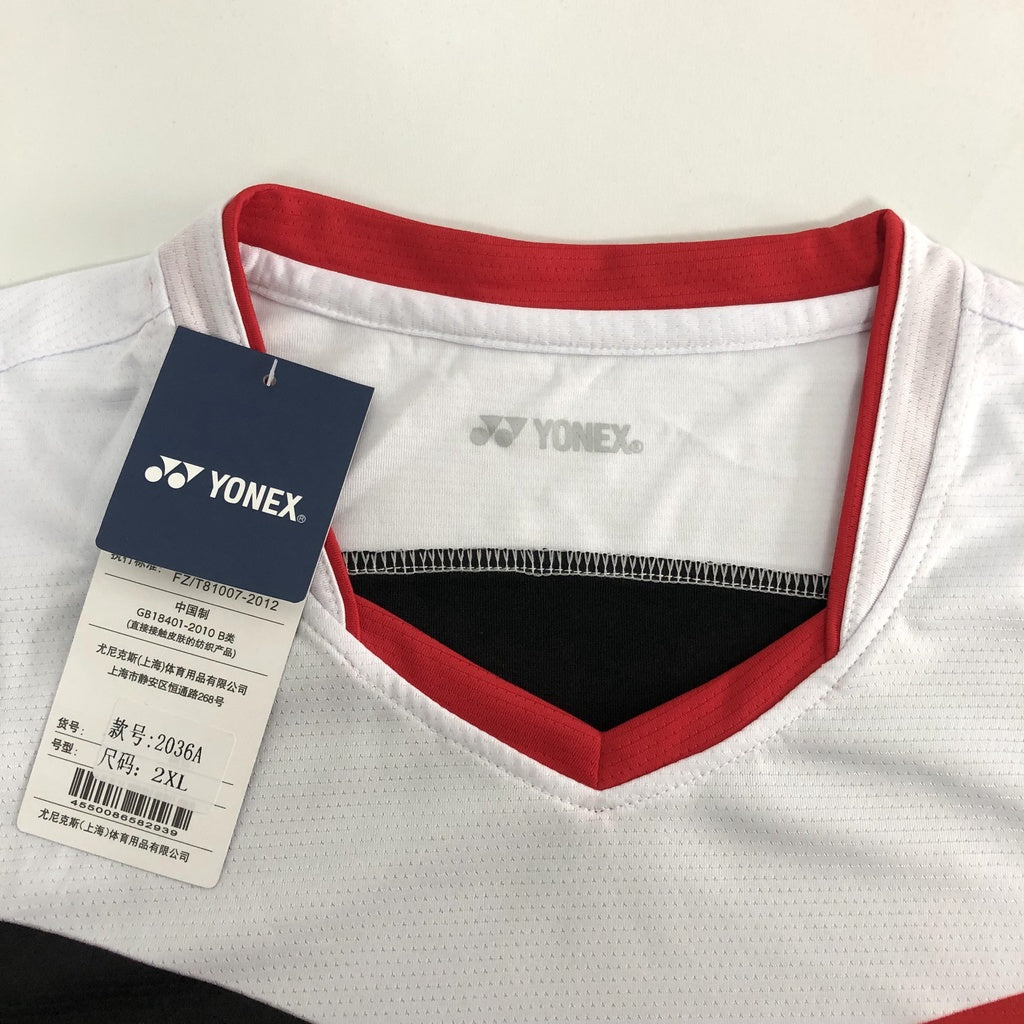 YONEX®
YONEX®
执行标准: FZ/T81007-2012
中国制
GB18401-2010 B类
(直接接触皮肤的纺织产品)
尤尼克斯(上海)体育用品有限公司
上海市静安区恒通路268号
货号:
款号:2036A
号型:
尺码: 2XL
4550086582939
尤尼克斯(上海)体育用品有限公司